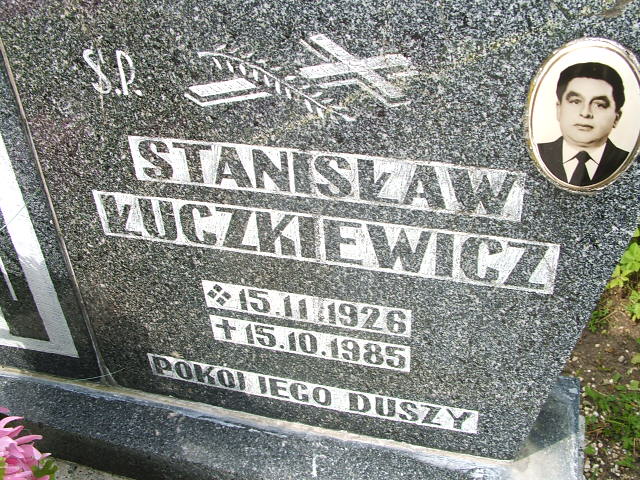 Ś.P.
STANISŁAW
ŁUCZKIEWICZ
15.11.1926
15.10.1985
POKÓJ JEGO DUSZY